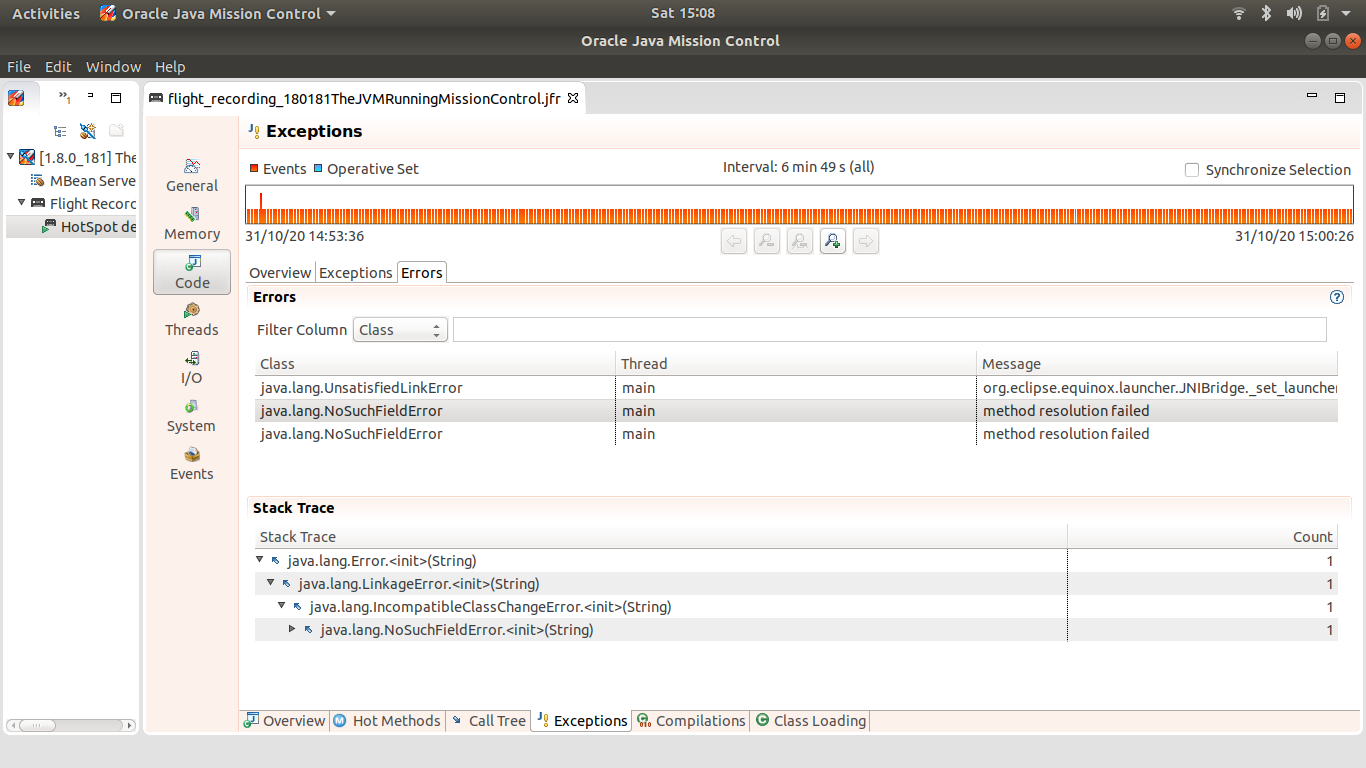 Activities Oracle Java Mission Control Sat 15:08
Oracle Java Mission Control
File Edit Window Help
»1
flight_recording_180181TheJVMRunningMissionControl.jfr
[1.8.0_181] The
MBean Serve
Flight Recorc
HotSpot de
General
Memory
Code
Threads
I/O
System
Events
Exceptions
Events Operative Set Interval: 6 min 49 s (all) Synchronize Selection
31/10/20 14:53:36 31/10/20 15:00:26
Overview Exceptions Errors
Errors
Filter Column Class
Class Thread Message
java.lang.UnsatisfiedLinkError main org.eclipse.equinox.launcher.JNIBridge._set_launcher
java.lang.NoSuchFieldError main method resolution failed
java.lang.NoSuchFieldError main method resolution failed
Stack Trace
Stack Trace Count
java.lang.Error.<init>(String) 1
java.lang.LinkageError.<init>(String) 1
java.lang.IncompatibleClassChangeError.<init>(String) 1
java.lang.NoSuchFieldError.<init>(String) 1
Overview Hot Methods Call Tree Exceptions Compilations Class Loading